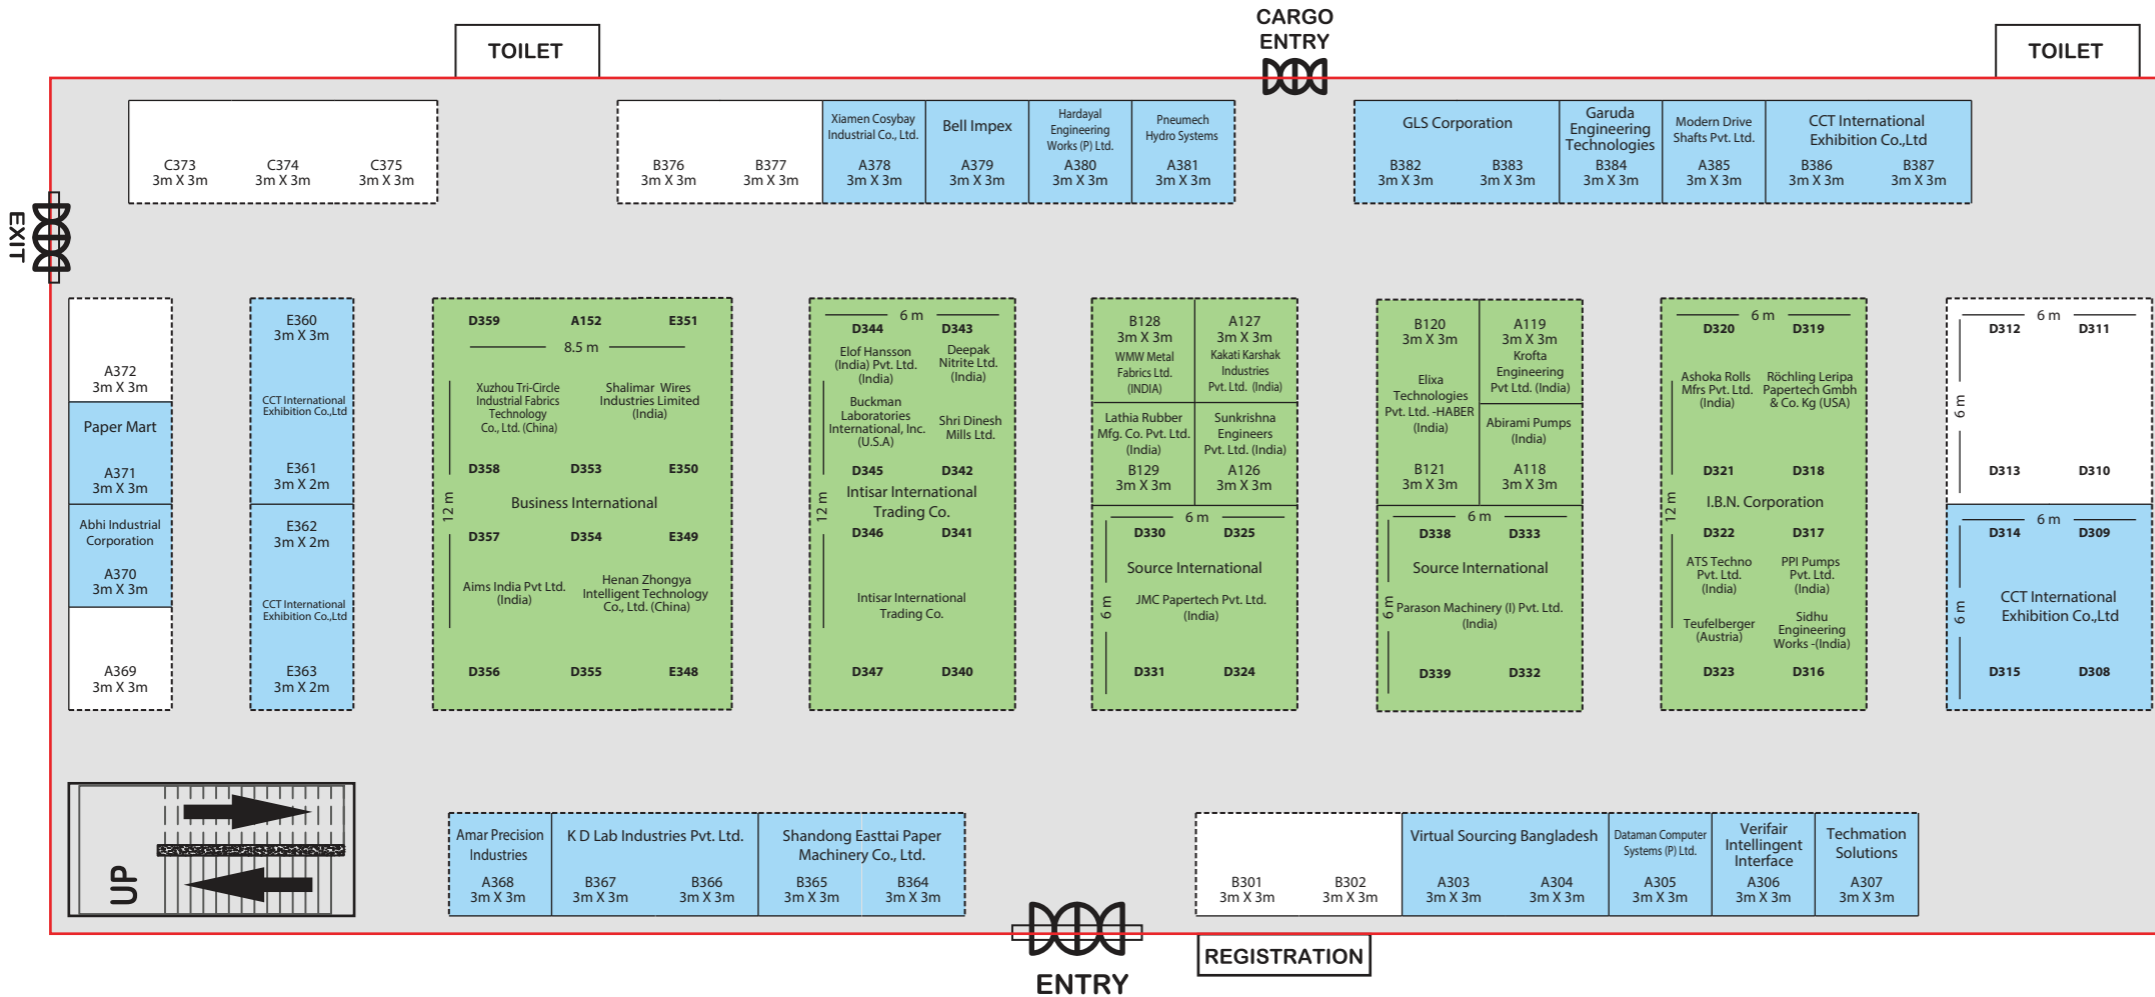 TOILET
CARGO
ENTRY
TOILET
C373
3m X 3m
C374
3m X 3m
C375
3m X 3m
B376
3m X 3m
B377
3m X 3m
Xiamen Cosybay
Industrial Co., Ltd.
A378
3m X 3m
Bell Impex
A379
3m X 3m
Hardayal
Engineering
Works (P) Ltd.
A380
3m X 3m
Pneumech
Hydro Systems
A381
3m X 3m
GLS Corporation
B382
3m X 3m
B383
3m X 3m
Garuda
Engineering
Technologies
B384
3m X 3m
Modern Drive
Shafts Pvt. Ltd.
A385
3m X 3m
CCT International
Exhibition Co.,Ltd
B386
3m X 3m
B387
3m X 3m
EXIT
A372
3m X 3m
Paper Mart
A371
3m X 3m
Abhi Industrial
Corporation
A370
3m X 3m
A369
3m X 3m
E360
3m X 3m
CCT International
Exhibition Co.,Ltd
E361
3m X 2m
E362
3m X 2m
CCT International
Exhibition Co.,Ltd
E363
3m X 2m
D359 A152 E351
8.5 m
Xuzhou Tri-Circle
Industrial Fabrics
Technology
Co., Ltd. (China)
Shalimar Wires
Industries Limited
(India)
D358 D353 E350
12 m
Business International
D357 D354 E349
Aims India Pvt Ltd.
(India)
Henan Zhongya
Intelligent Technology
Co., Ltd. (China)
D356 D355 E348
6 m
D344 D343
Elof Hansson
(India) Pvt. Ltd.
(India)
Deepak
Nitrite Ltd.
(India)
Buckman
Laboratories
International, Inc.
(U.S.A)
Shri Dinesh
Mills Ltd.
D345 D342
12 m
Intisar International
Trading Co.
D346 D341
Intisar International
Trading Co.
D347 D340
B128
3m X 3m
WMW Metal
Fabrics Ltd.
(INDIA)
A127
3m X 3m
Kakati Karshak
Industries
Pvt. Ltd. (India)
Lathia Rubber
Mfg. Co. Pvt. Ltd.
(India)
B129
3m X 3m
Sunkrishna
Engineers
Pvt. Ltd. (India)
A126
3m X 3m
6 m
D330 D325
Source International
6 m
JMC Papertech Pvt. Ltd.
(India)
D331 D324
B120
3m X 3m
Elixa
Technologies
Pvt. Ltd. -HABER
(India)
B121
3m X 3m
A119
3m X 3m
Krofta
Engineering
Pvt Ltd. (India)
Abirami Pumps
(India)
A118
3m X 3m
6 m
D338 D333
Source International
6 m
Parason Machinery (I) Pvt. Ltd.
(India)
D339 D332
6 m
D320 D319
Ashoka Rolls
Mfrs Pvt. Ltd.
(India)
Röchling Leripa
Papertech Gmbh
& Co. Kg (USA)
D321 D318
12 m
I.B.N. Corporation
D322 D317
ATS Techno
Pvt. Ltd.
(India)
PPI Pumps
Pvt. Ltd.
(India)
Teufelberger
(Austria)
Sidhu
Engineering
Works -(India)
D323 D316
6 m
D312 D311
6 m
D313 D310
6 m
D314 D309
6 m
CCT International
Exhibition Co.,Ltd
D315 D308
UP
Amar Precision
Industries
A368
3m X 3m
K D Lab Industries Pvt. Ltd.
B367
3m X 3m
B366
3m X 3m
Shandong Easttai Paper
Machinery Co., Ltd.
B365
3m X 3m
B364
3m X 3m
B301
3m X 3m
B302
3m X 3m
Virtual Sourcing Bangladesh
A303
3m X 3m
A304
3m X 3m
Dataman Computer
Systems (P) Ltd.
A305
3m X 3m
Verifair
Intellingent
Interface
A306
3m X 3m
Techmation
Solutions
A307
3m X 3m
ENTRY
REGISTRATION